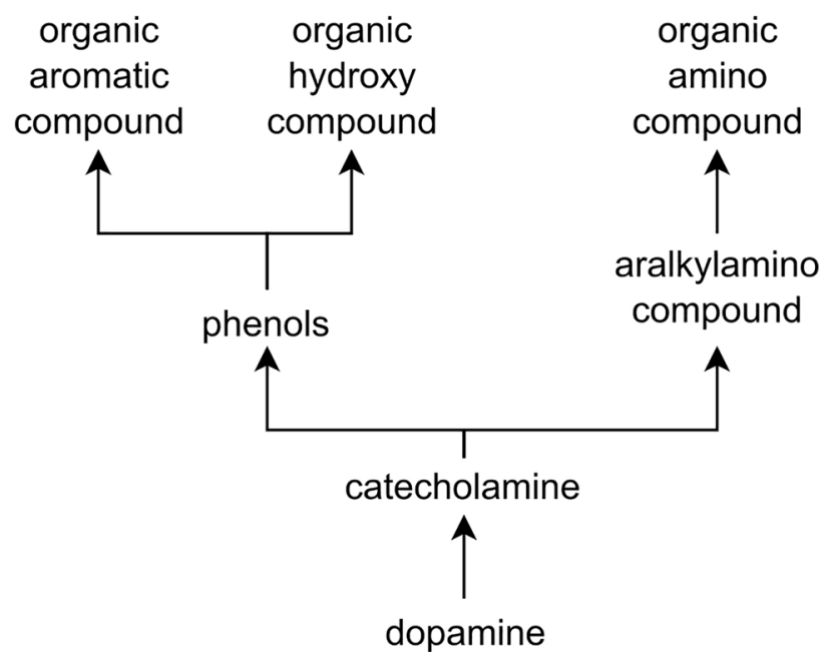 organic
aromatic
compound
organic
hydroxy
compound
organic
amino
compound
aralkylamino
compound
phenols
catecholamine
dopamine